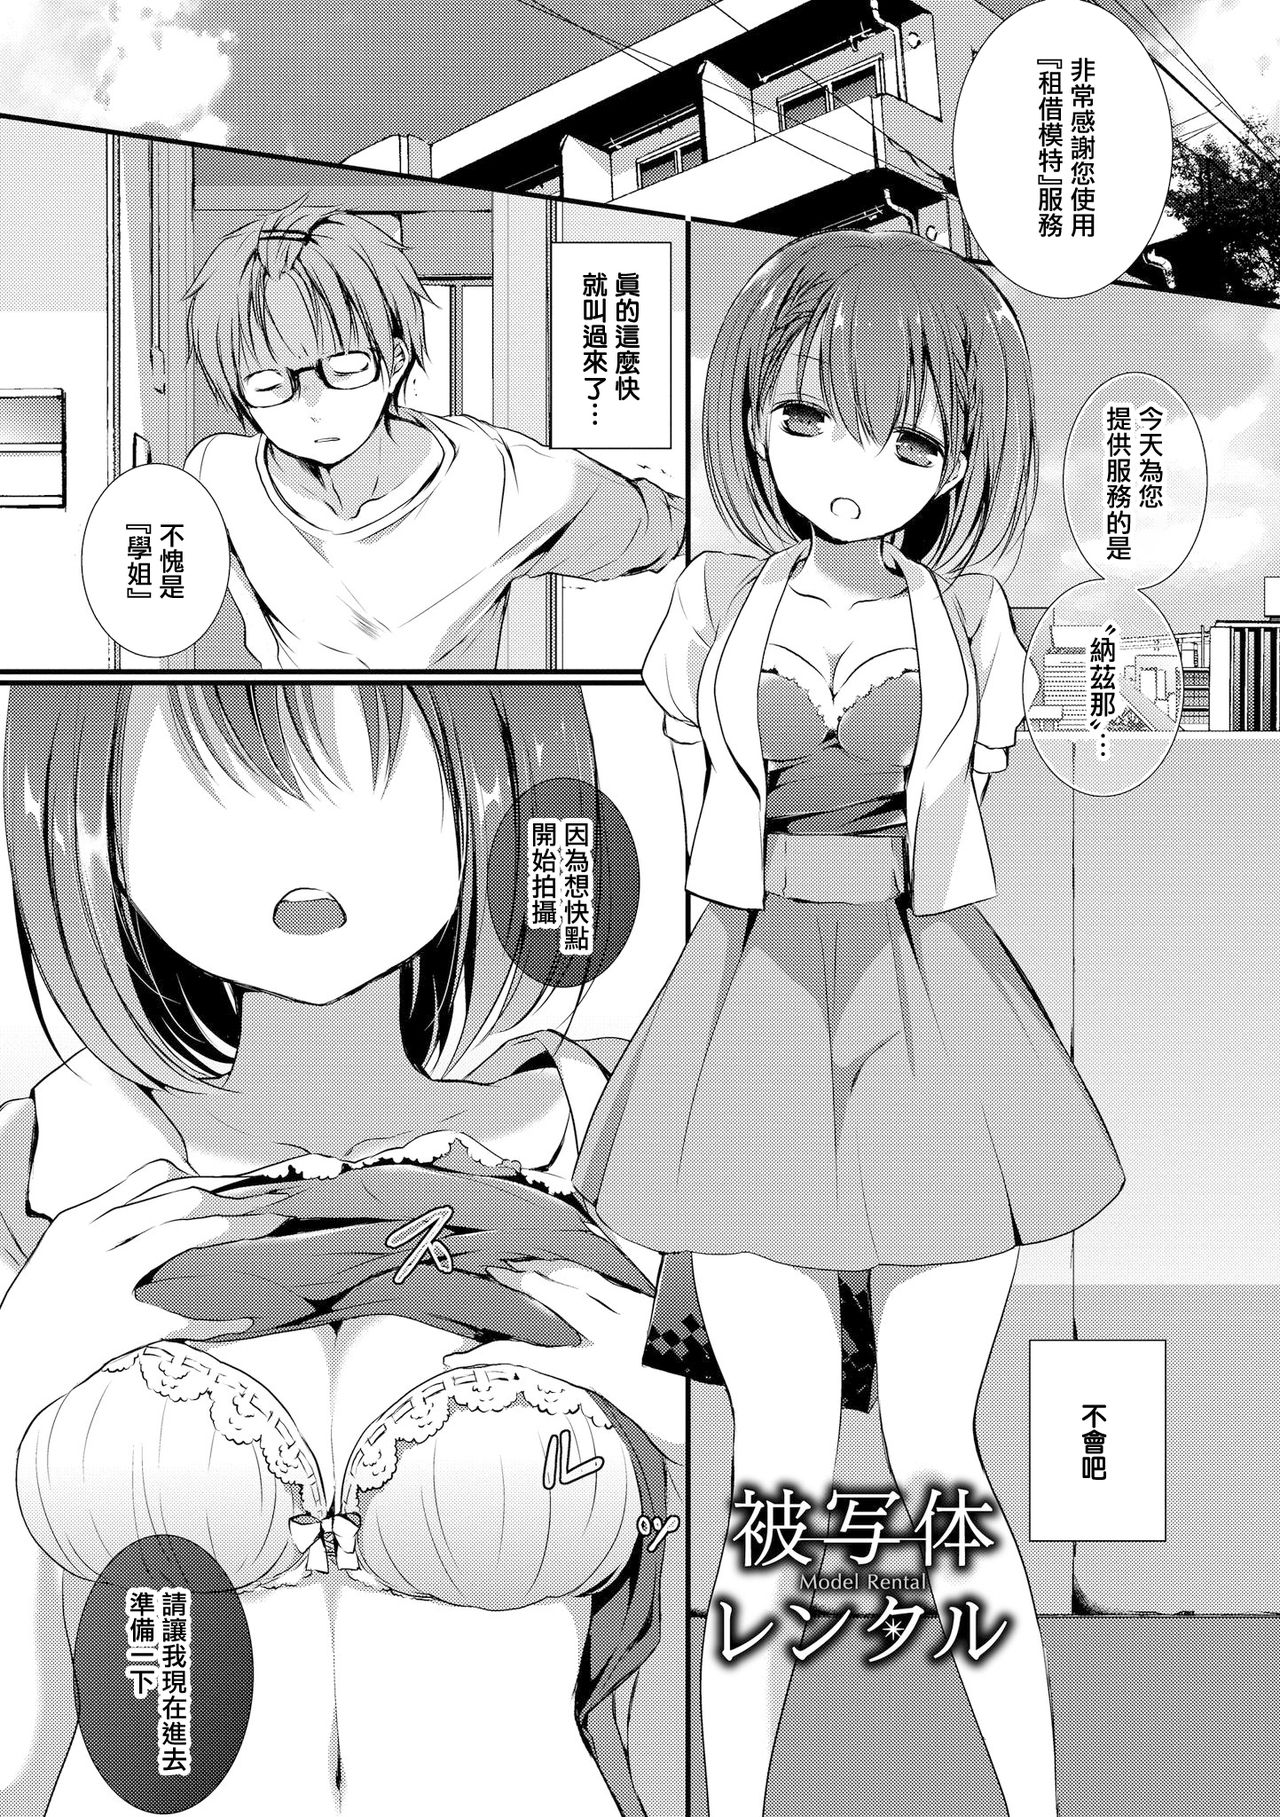 非常感謝您使用
『租借模特』服務
今天為您
提供服務的是
〝納茲那〞…
眞的這麼快
就叫過來了…
不愧是
『學姐』
因為想快點
開始拍攝
ス
ル
請讓我現在進去
準備一下
不會吧
被写体
Model Rental
レンタル